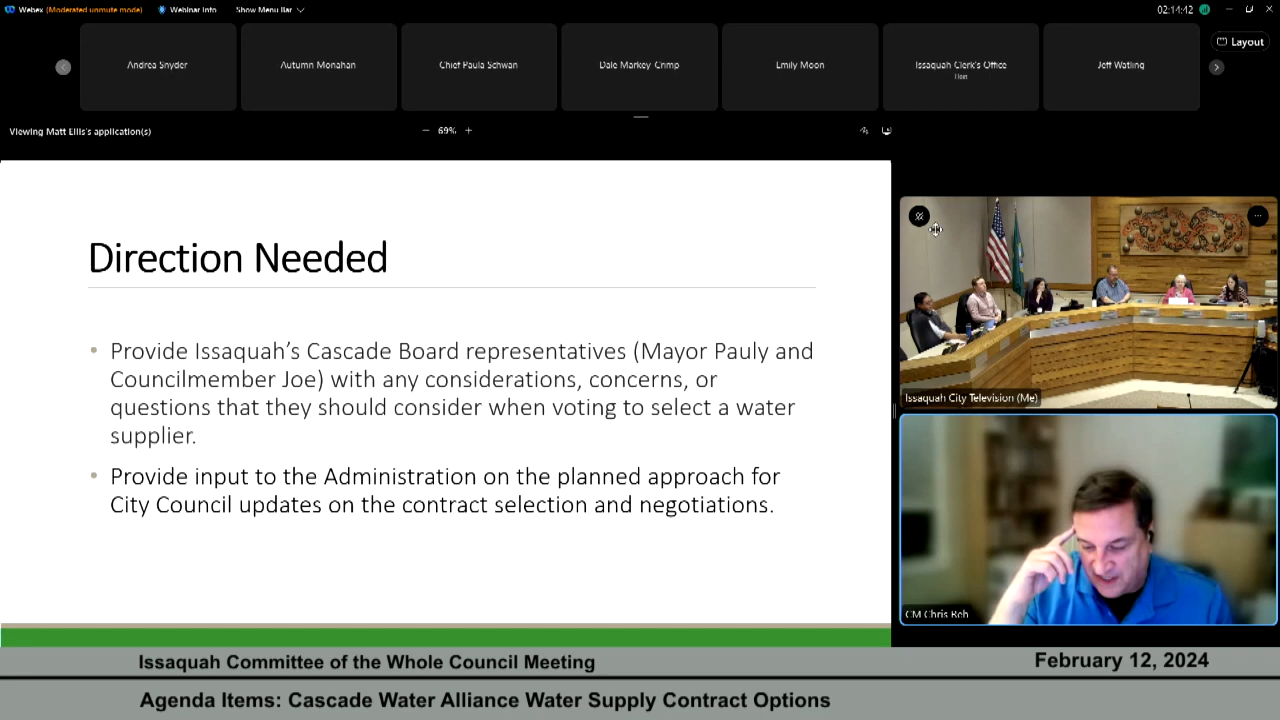 Webex (Moderated unmute mode) Webinar Info Show Menu Bar 02:14:42
Layout
Andrea Snyder
Autumn Monahan
Chief Paula Schwan
Dale Markey-Crimp
Emily Moon
Issaquah Clerk's Office
Host
Jeff Watling
Viewing Matt Ellis's application(s) − 69% +
Direction Needed
• Provide Issaquah's Cascade Board representatives (Mayor Pauly and
Councilmember Joe) with any considerations, concerns, or
questions that they should consider when voting to select a water
supplier.
• Provide input to the Administration on the planned approach for
City Council updates on the contract selection and negotiations.
Issaquah City Television (Me)
CM Chris Reh
Issaquah Committee of the Whole Council Meeting
February 12, 2024
Agenda Items: Cascade Water Alliance Water Supply Contract Options